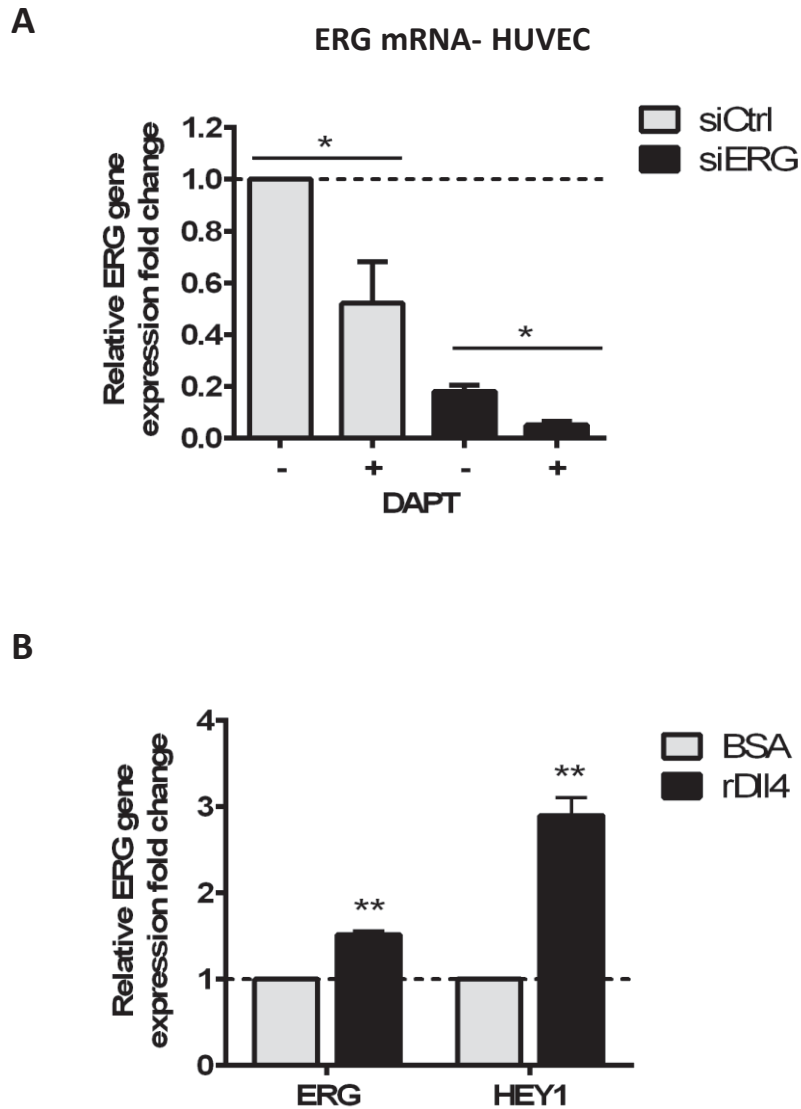 A
ERG mRNA- HUVEC
siCtrl
siERG
Relative ERG gene
expression fold change
1.2
1.0
0.8
0.6
0.4
0.2
0.0
*
*
- + - +
DAPT
B
BSA
rDll4
Relative ERG gene
expression fold change
4
3
2
1
0
**
**
ERG HEY1